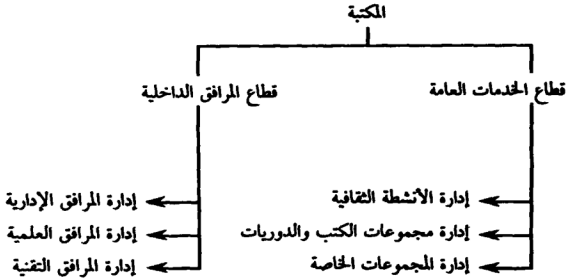 المكتبة
قطاع الخدمات العامة
قطاع المرافق الداخلية
إدارة الأنشطة الثقافية
إدارة المرافق الإدارية
إدارة مجموعات الكتب والدوريات
إدارة المرافق العلمية
إدارة المجموعات الخاصة
إدارة المرافق التقنية